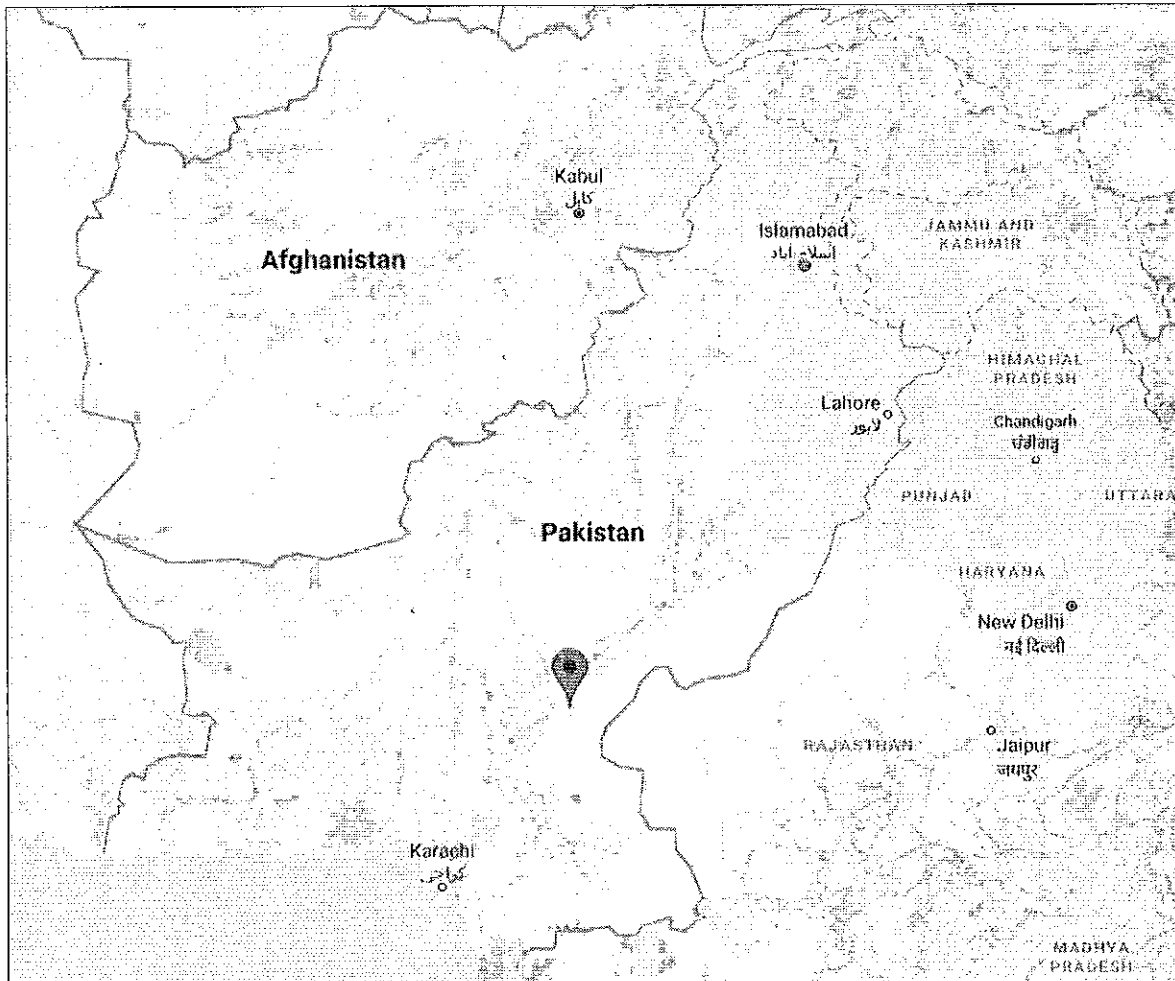 Kabul
کابل
Afghanistan
Islamabad
اسلام آباد
JAMMU AND
KASHMIR
HIMACHAL
PRADESH
Lahore
لاہور
Chandigarh
ਚੰਡੀਗੜ੍ਹ
PUNJAB
UTTARA
Pakistan
HARYANA
New Delhi
नई दिल्ली
RAJASTHAN
Jaipur
जयपुर
Karachi
کراچی
MADHYA
PRADESH